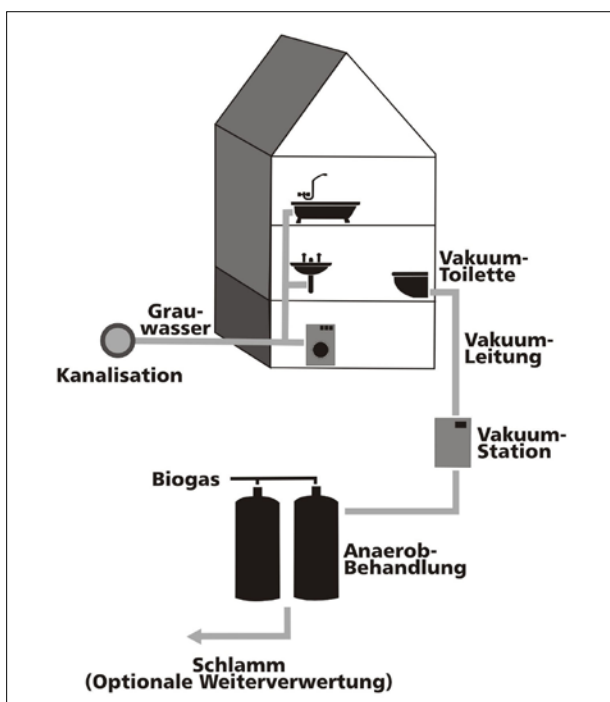 Vakuum-
Toilette
Grau-
wasser
Vakuum-
Leitung
Kanalisation
Vakuum-
Station
Biogas
Anaerob-
Behandlung
Schlamm
(Optionale Weiterverwertung)